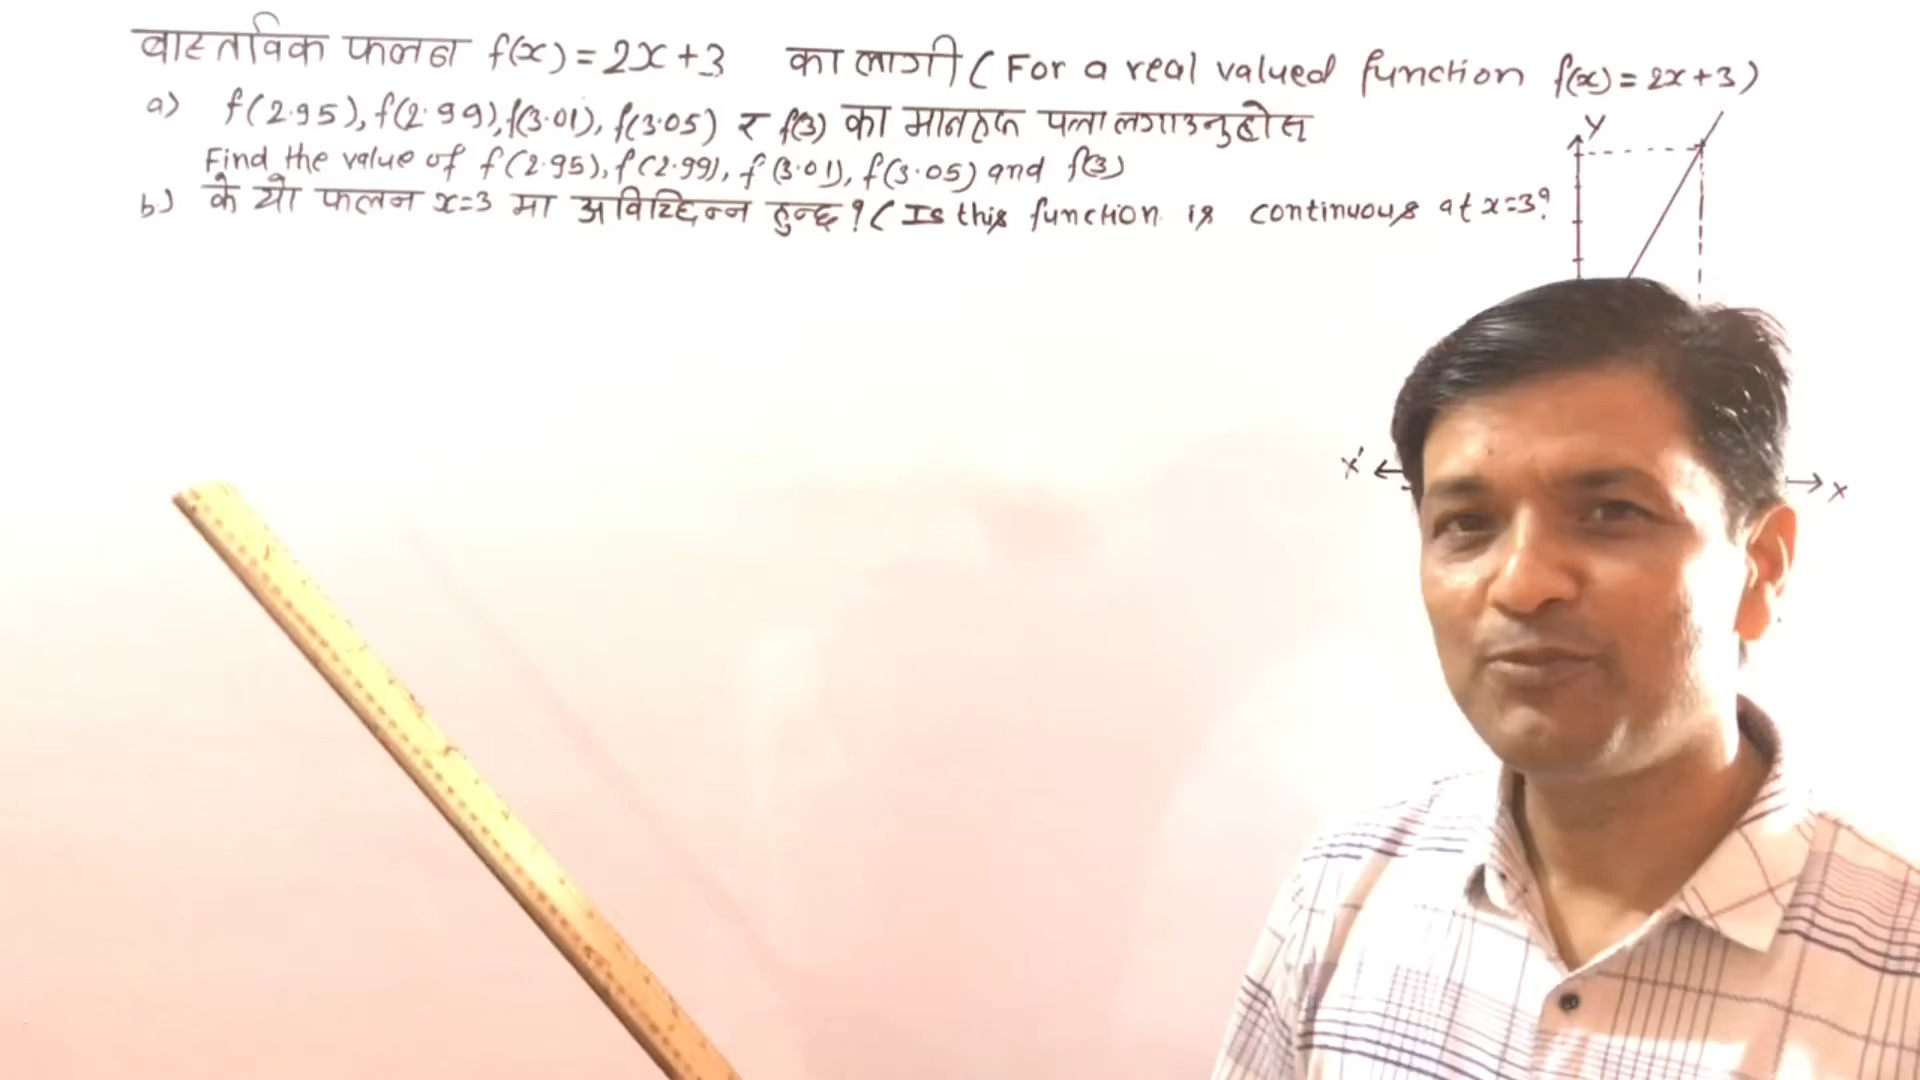 वास्तविक फलन f(x) = 2x + 3 का लागी ( For a real valued function f(x) = 2x + 3 )
a) f(2.95), f(2.99), f(3.01), f(3.05) र f(3) का मानहरु पत्ता लगाउनुहोस्
Find the value of f(2.95), f(2.99), f(3.01), f(3.05) and f(3)
b.) के यो फलन x=3 मा अविच्छिन्न हुन्छ ? ( Is this function is continuous at x=3?
Y
X' X